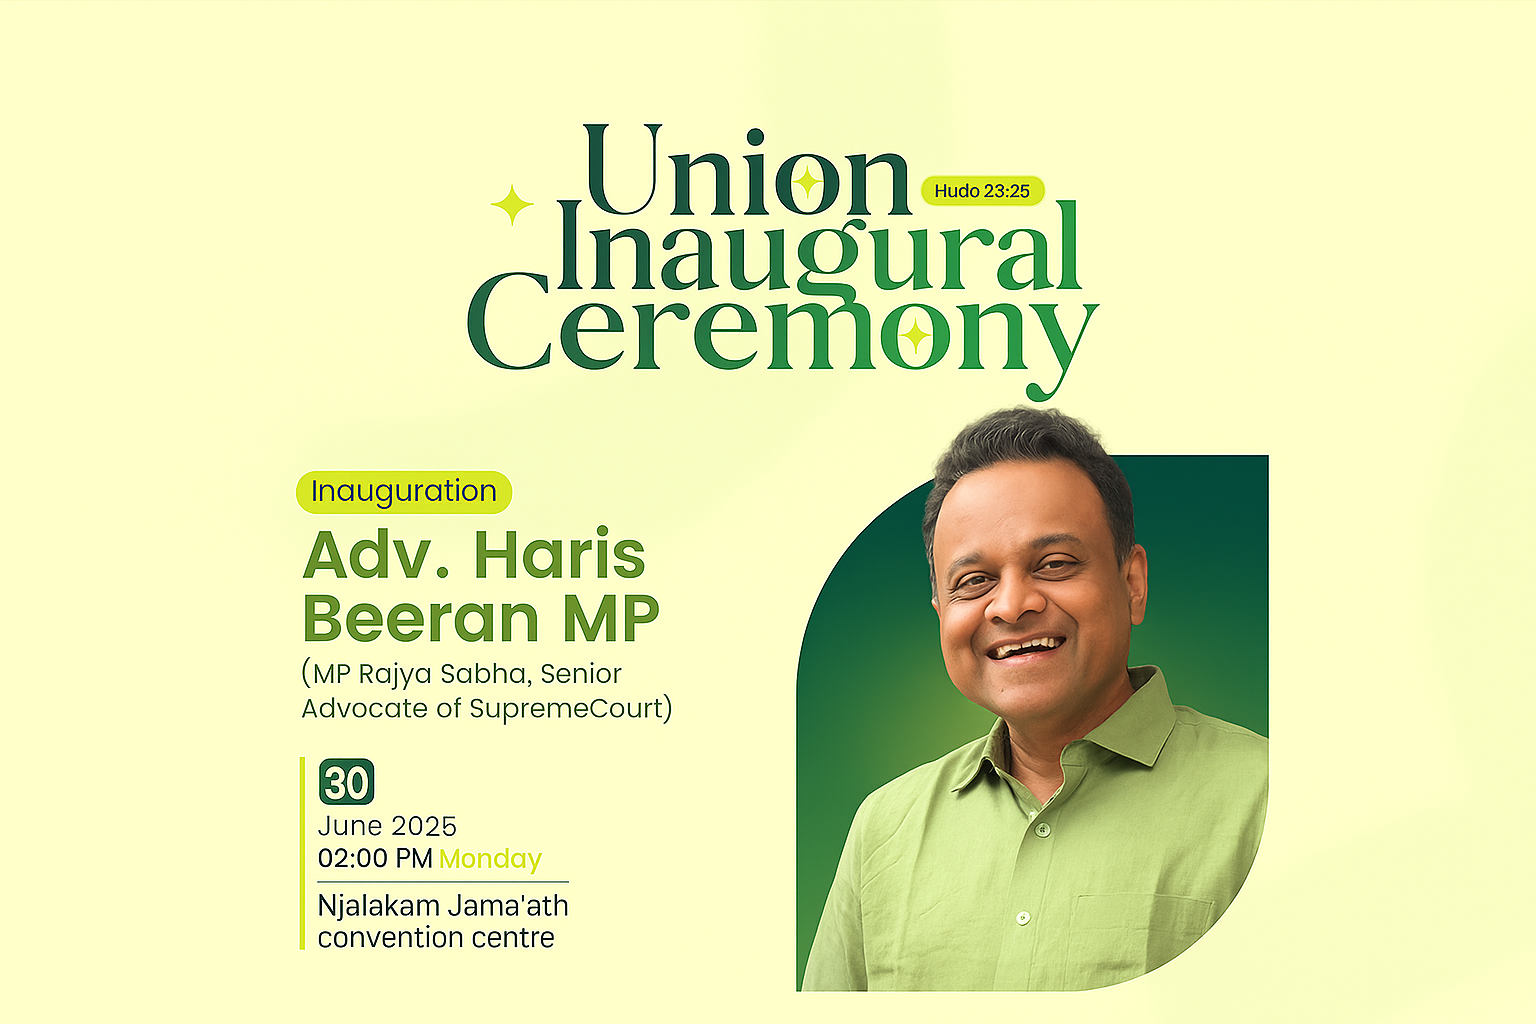 Union
Hudo 23:25
Inaugural
Ceremony
Inauguration
Adv. Haris
Beeran MP
(MP Rajya Sabha, Senior
Advocate of SupremeCourt)
30
June 2025
02:00 PM Monday
Njalakam Jama'ath
convention centre